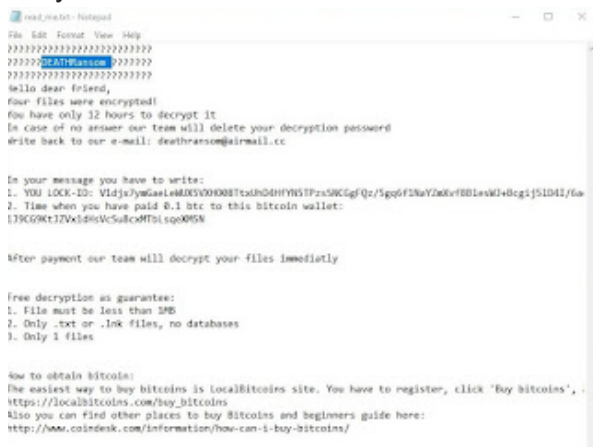 read_me.txt - Notepad
File Edit Format View Help
?????????????????????????
??????DEATHRansom ???????
?????????????????????????
Hello dear friend,
Your files were encrypted!
You have only 12 hours to decrypt it
In case of no answer our team will delete your decryption password
Write back to our e-mail: deathransom@airmail.cc
In your message you have to write:
1. YOU LOCK-ID:
2. Time when you have paid 0.1 btc to this bitcoin wallet:
After payment our team will decrypt your files immediatly
Free decryption as guarantee:
1. File must be less than 1MB
2. Only .txt or .lnk files, no databases
3. Only 1 files
How to obtain bitcoin:
The easiest way to buy bitcoins is LocalBitcoins site. You have to register, click 'Buy bitcoins',
https://localbitcoins.com/buy_bitcoins
Also you can find other places to buy Bitcoins and beginners guide here:
http://www.coindesk.com/information/how-can-i-buy-bitcoins/